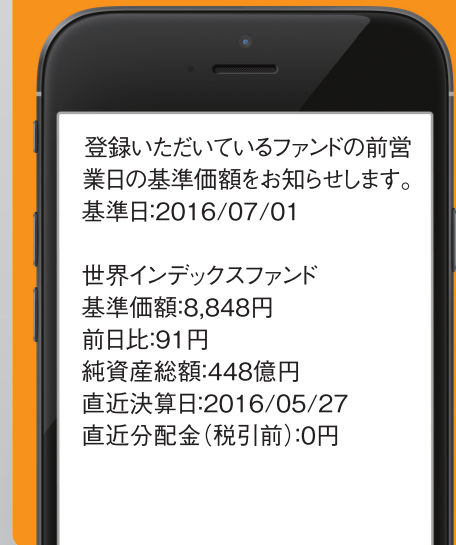 登録いただいているファンドの前営
業日の基準価額をお知らせします。
基準日:2016/07/01
世界インデックスファンド
基準価額:8,848円
前日比:91円
純資産総額:448億円
直近決算日:2016/05/27
直近分配金(税引前):0円